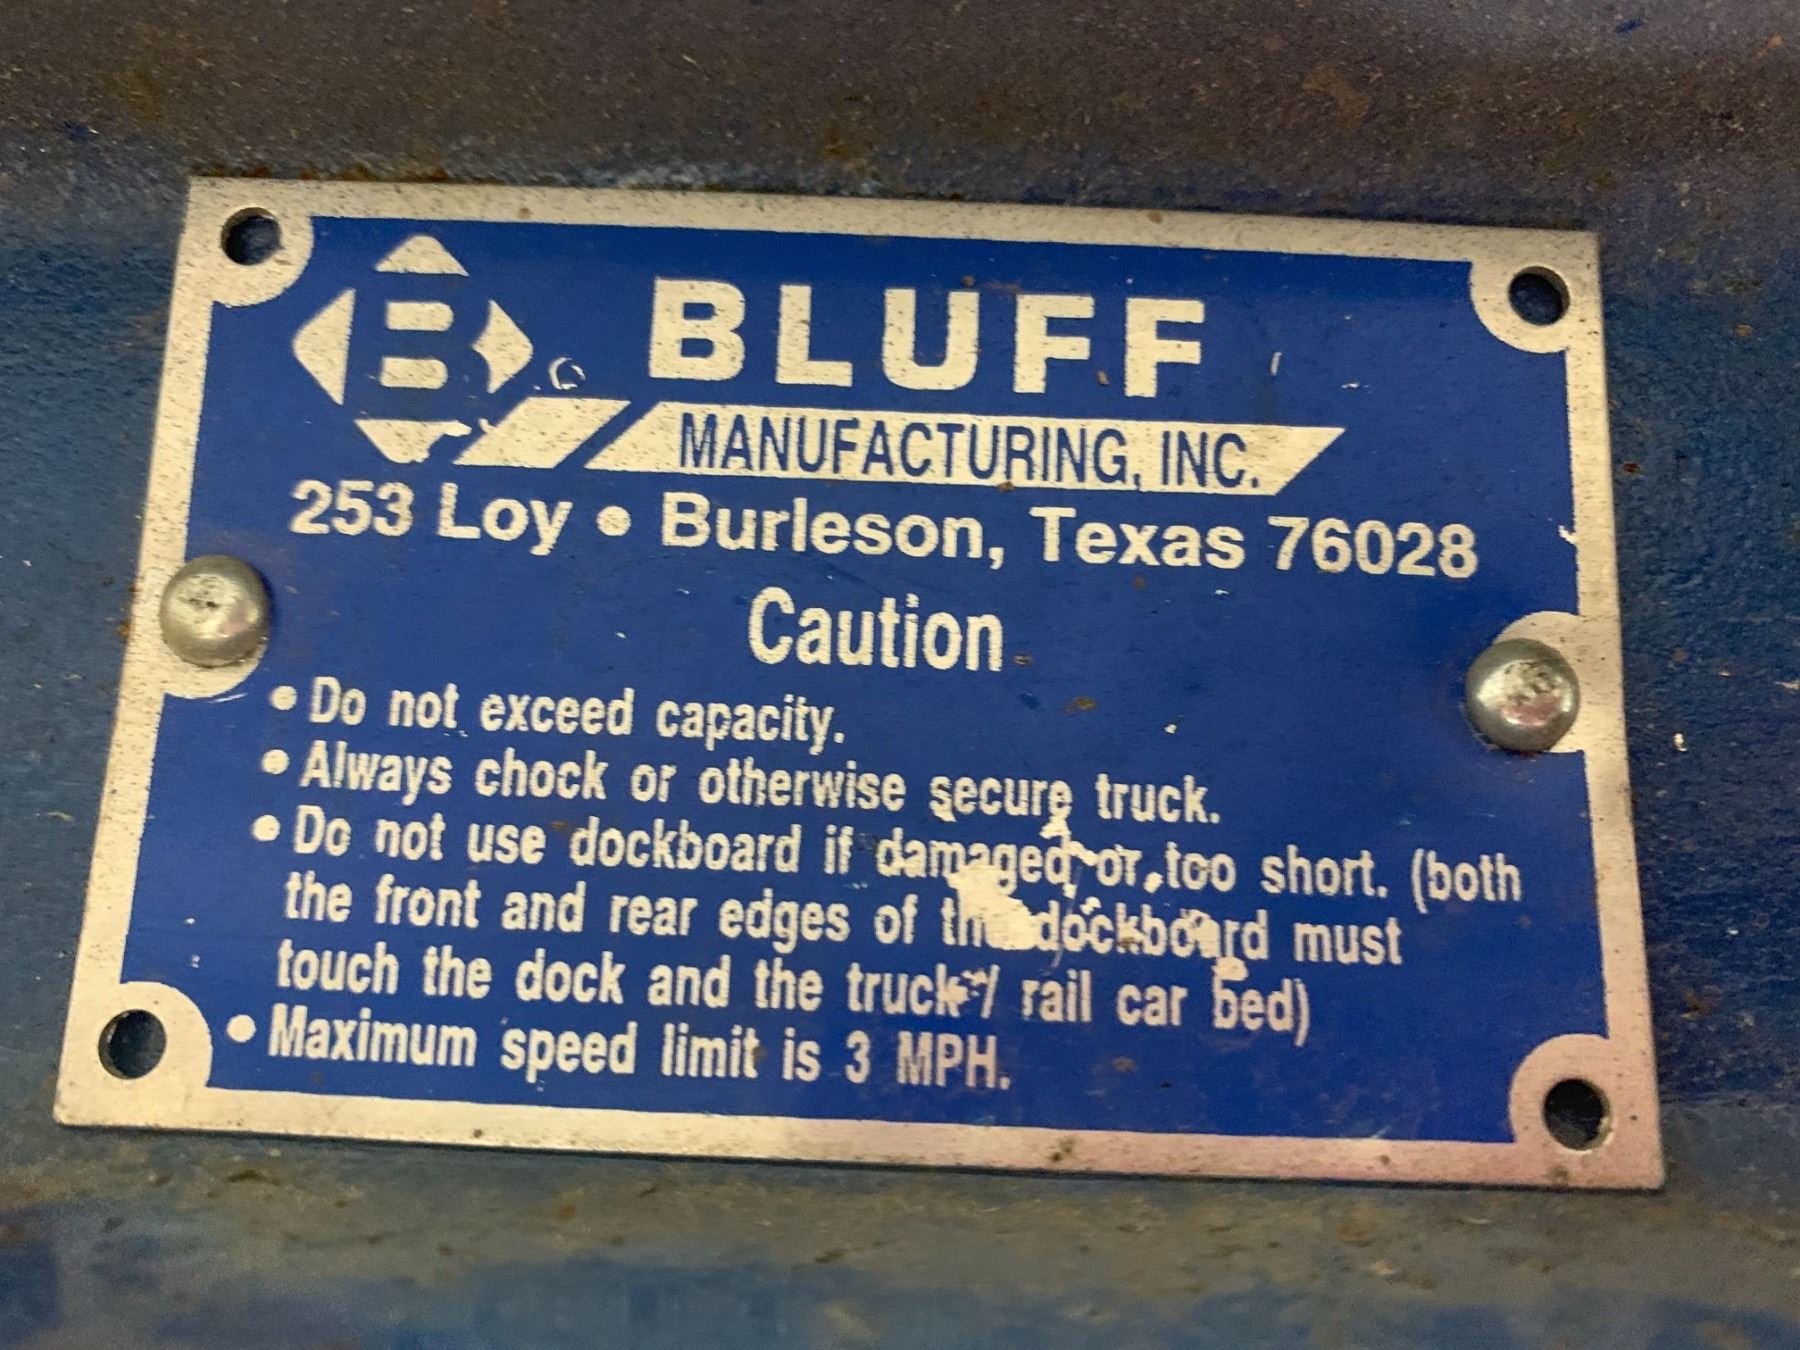 B
BLUFF
MANUFACTURING, INC.
253 Loy • Burleson, Texas 76028
Caution
• Do not exceed capacity.
• Always chock or otherwise secure truck.
• Do not use dockboard if damaged or too short. (both
the front and rear edges of the dockboard must
touch the dock and the truck / rail car bed)
• Maximum speed limit is 3 MPH.